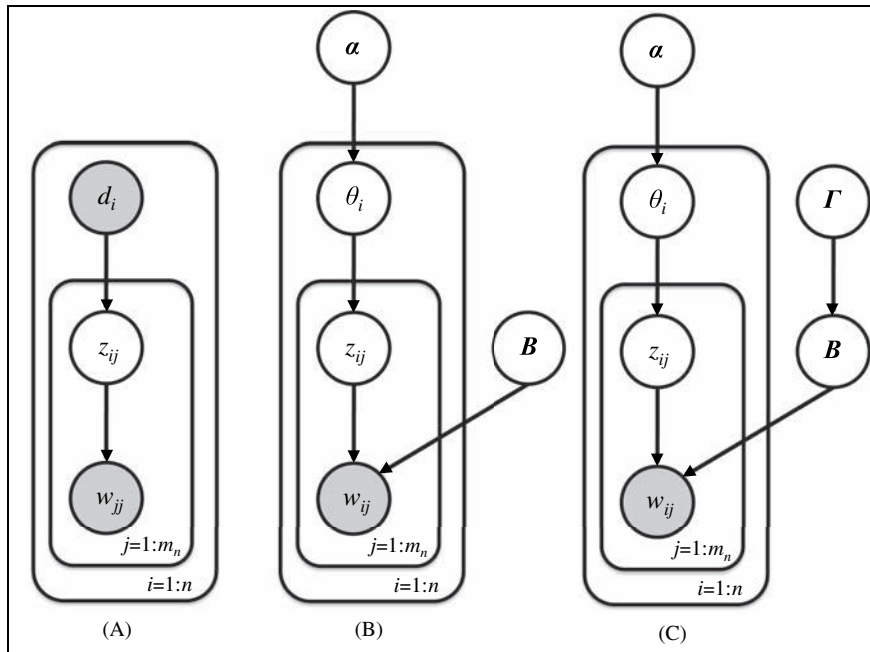 α
α
d_i
θ_i
θ_i
Γ
z_ij
z_ij
B
z_ij
B
w_jj
w_ij
w_ij
j=1:m_n
j=1:m_n
j=1:m_n
i=1:n
i=1:n
i=1:n
(A)
(B)
(C)